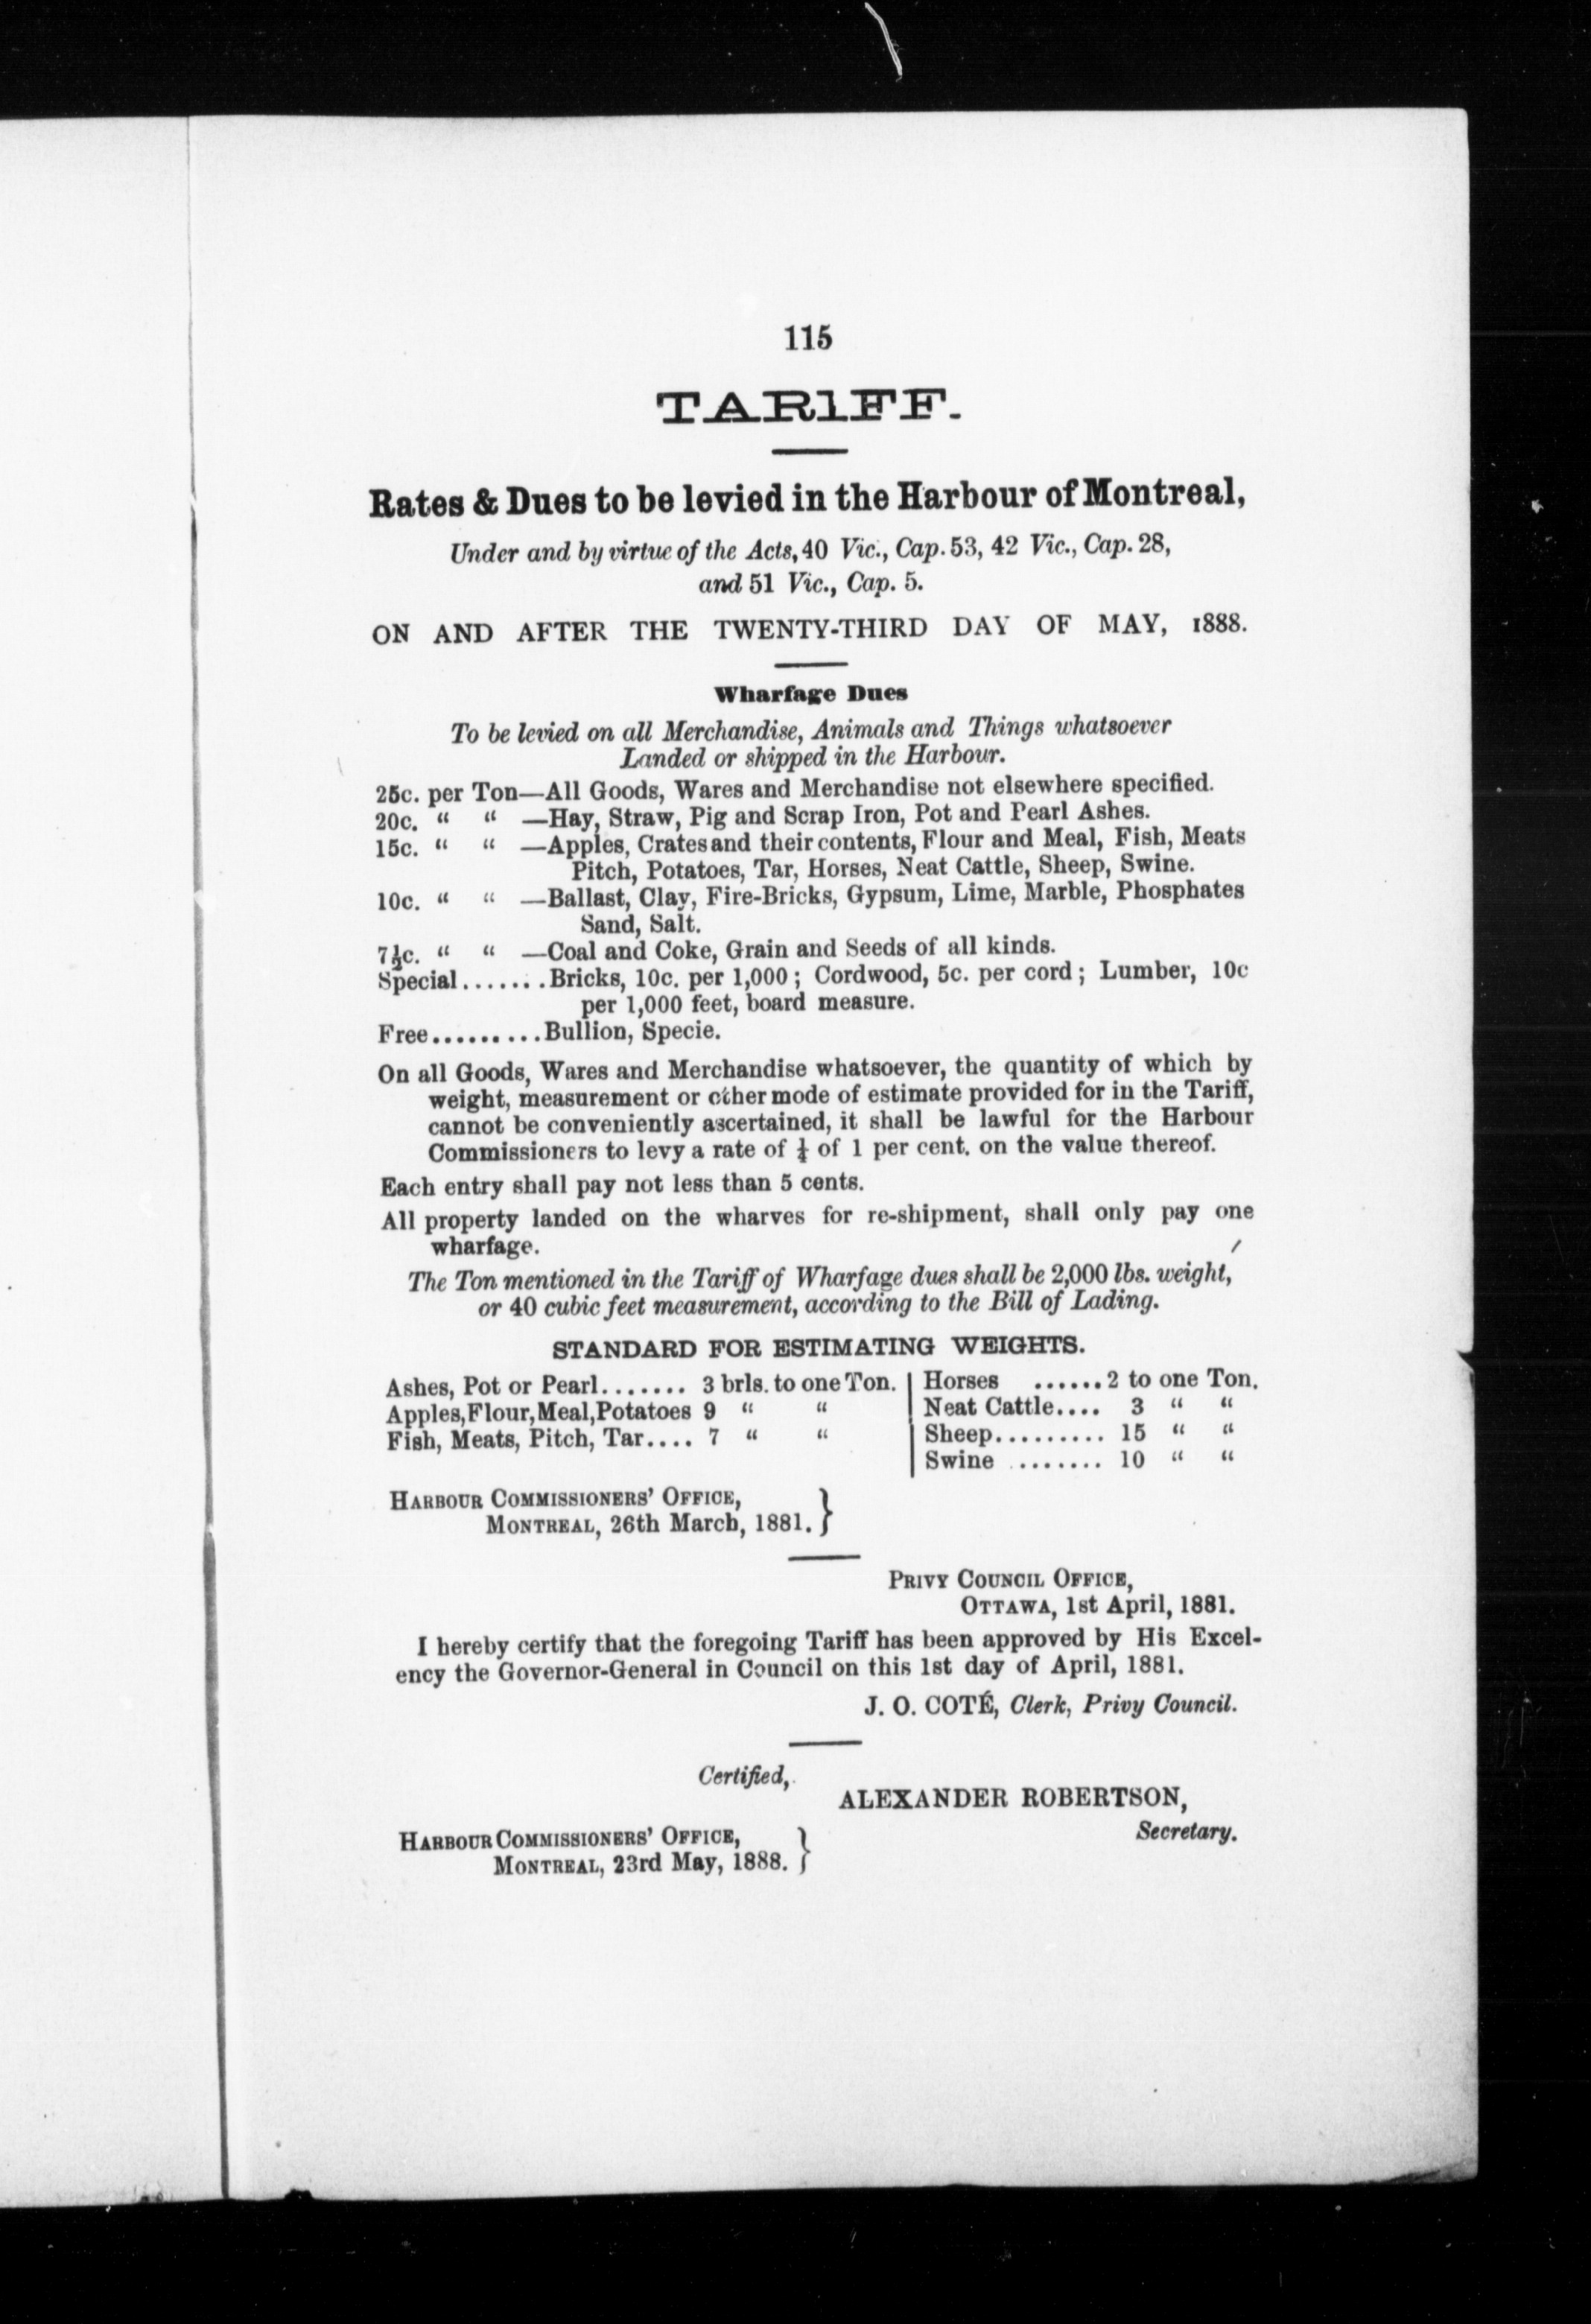 115
TARIFF.
Rates & Dues to be levied in the Harbour of Montreal,
Under and by virtue of the Acts, 40 Vic., Cap. 53, 42 Vic., Cap. 28,
and 51 Vic., Cap. 5.
ON AND AFTER THE TWENTY-THIRD DAY OF MAY, 1888.
Wharfage Dues
To be levied on all Merchandise, Animals and Things whatsoever
Landed or shipped in the Harbour.
25c. per Ton—All Goods, Wares and Merchandise not elsewhere specified.
20c. “ “ —Hay, Straw, Pig and Scrap Iron, Pot and Pearl Ashes.
15c. “ “ —Apples, Crates and their contents, Flour and Meal, Fish, Meats
Pitch, Potatoes, Tar, Horses, Neat Cattle, Sheep, Swine.
10c. “ “ —Ballast, Clay, Fire-Bricks, Gypsum, Lime, Marble, Phosphates
Sand, Salt.
7½c. “ “ —Coal and Coke, Grain and Seeds of all kinds.
Special.......Bricks, 10c. per 1,000; Cordwood, 5c. per cord; Lumber, 10c
per 1,000 feet, board measure.
Free.........Bullion, Specie.
On all Goods, Wares and Merchandise whatsoever, the quantity of which by
weight, measurement or other mode of estimate provided for in the Tariff,
cannot be conveniently ascertained, it shall be lawful for the Harbour
Commissioners to levy a rate of ¼ of 1 per cent. on the value thereof.
Each entry shall pay not less than 5 cents.
All property landed on the wharves for re-shipment, shall only pay one
wharfage.
The Ton mentioned in the Tariff of Wharfage dues shall be 2,000 lbs. weight,
or 40 cubic feet measurement, according to the Bill of Lading.
STANDARD FOR ESTIMATING WEIGHTS.
Ashes, Pot or Pearl....... 3 brls. to one Ton.
Apples, Flour, Meal, Potatoes 9 “ “
Fish, Meats, Pitch, Tar.... 7 “ “
Horses ......2 to one Ton.
Neat Cattle.... 3 “ “
Sheep.......... 15 “ “
Swine ........ 10 “ “
HARBOUR COMMISSIONERS’ OFFICE,
MONTREAL, 26th March, 1881. }
PRIVY COUNCIL OFFICE,
OTTAWA, 1st April, 1881.
I hereby certify that the foregoing Tariff has been approved by His Excel-
ency the Governor-General in Council on this 1st day of April, 1881.
J. O. COTÉ, Clerk, Privy Council.
Certified,
ALEXANDER ROBERTSON,
Secretary.
HARBOUR COMMISSIONERS’ OFFICE,
MONTREAL, 23rd May, 1888. }